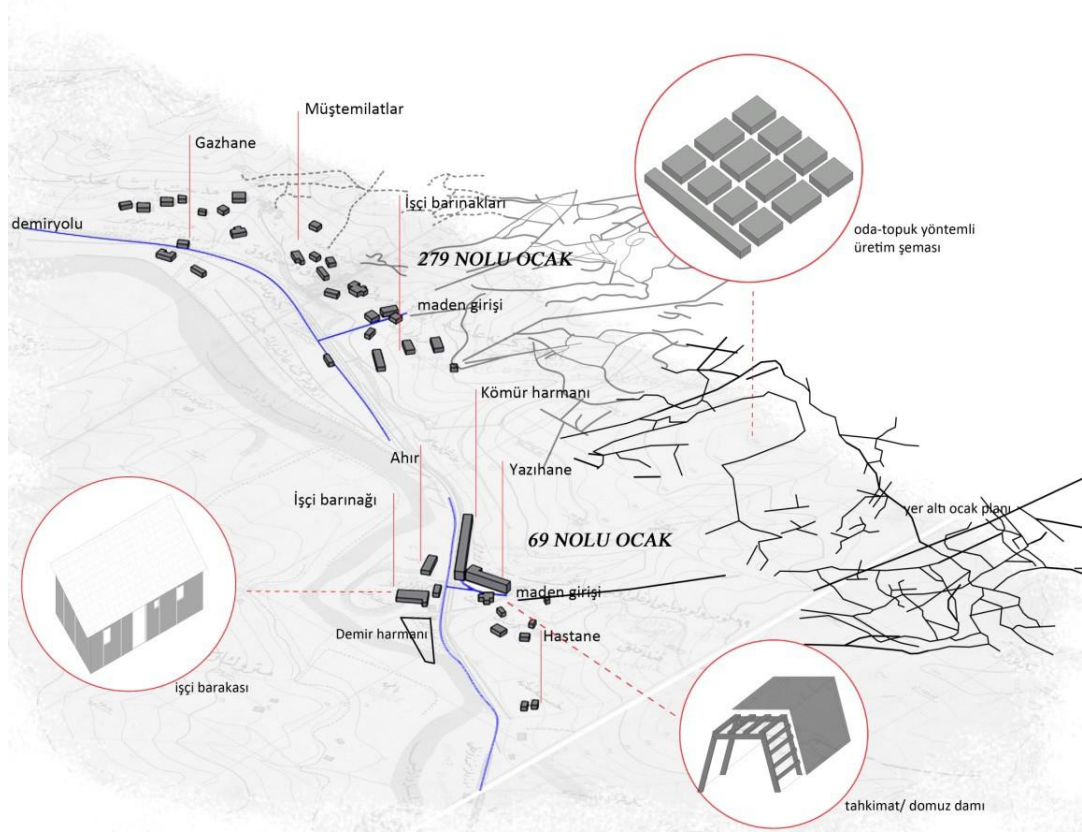 Müştemilatlar
Gazhane
İşçi barınakları
demiryolu
279 NOLU OCAK
oda-topuk yöntemli
üretim şeması
maden girişi
Kömür harmanı
Ahır
Yazıhane
İşçi barınağı
yer altı ocak planı
69 NOLU OCAK
maden girişi
Demir harmanı
Hastane
işçi barakası
tahkimat/ domuz damı